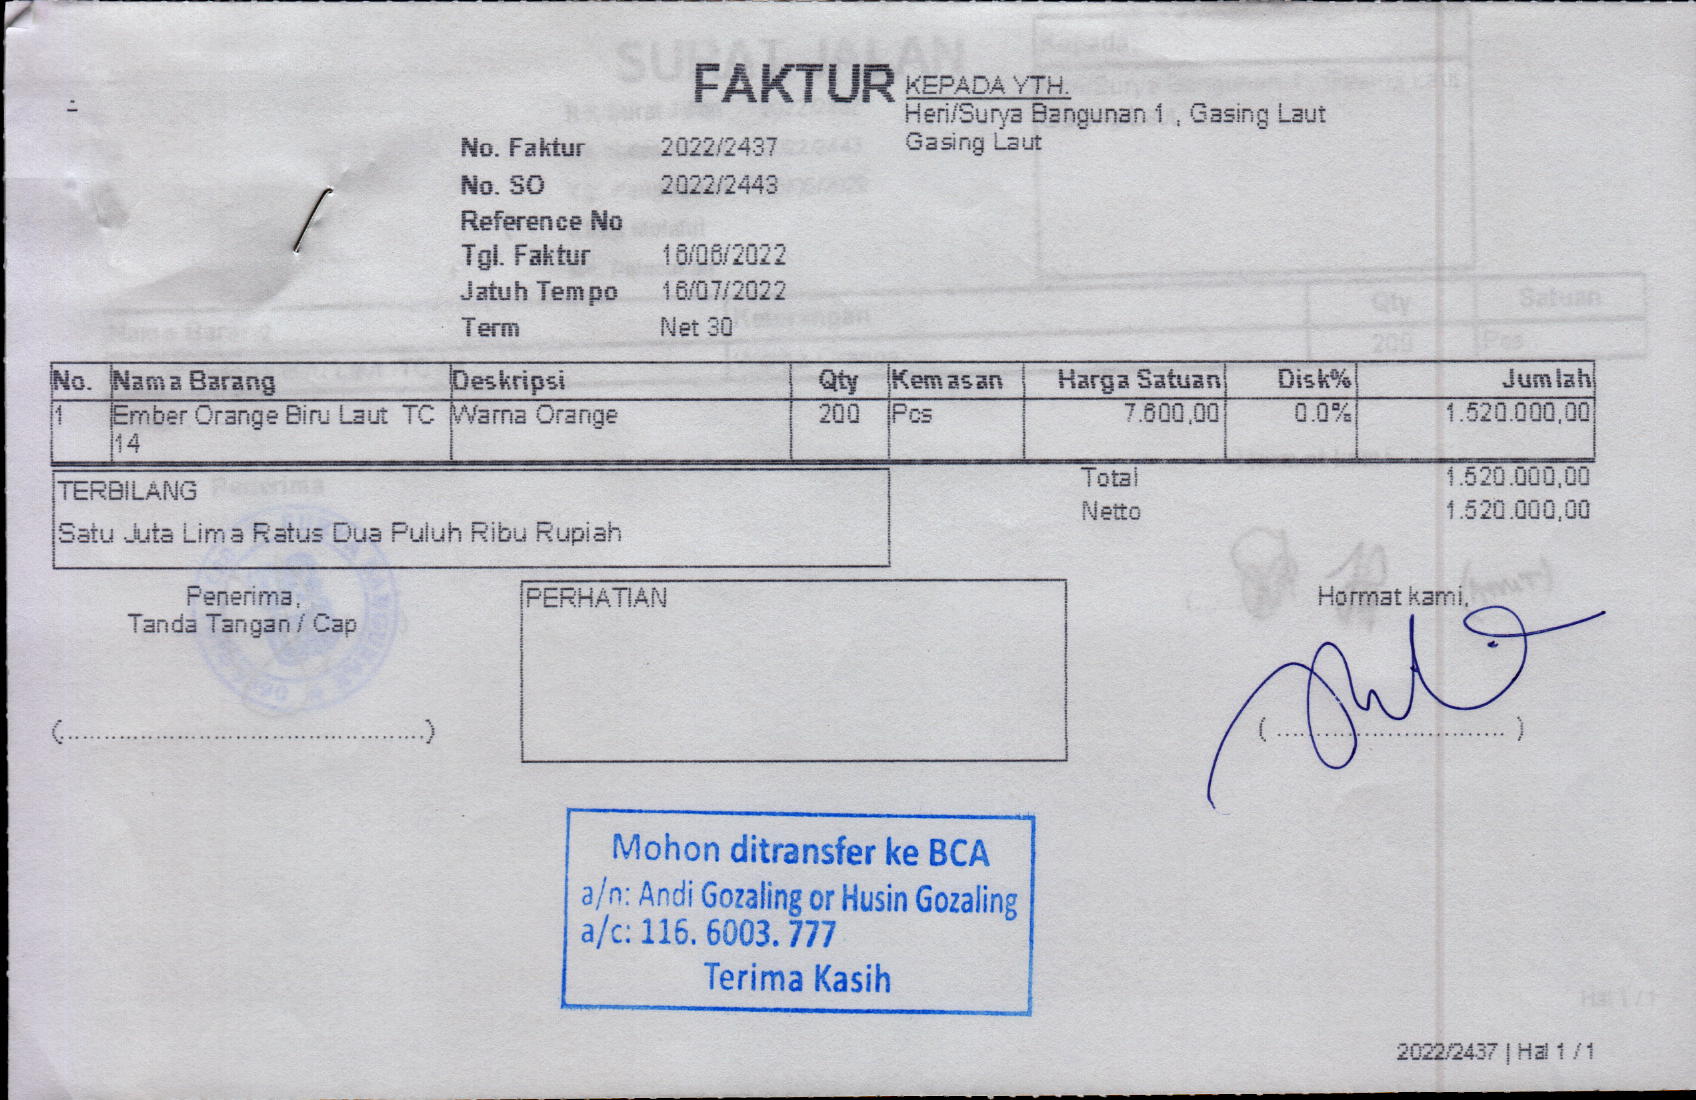 FAKTUR
KEPADA YTH.
Heri/Surya Bangunan 1 , Gasing Laut
Gasing Laut
No. Faktur 2022/2437
No. SO 2022/2443
Reference No
Tgl. Faktur 16/06/2022
Jatuh Tempo 16/07/2022
Term Net 30
No. Nama Barang Deskripsi Qty Kemasan Harga Satuan Disk% Jumlah
1 Ember Orange Biru Laut TC Warna Orange 200 Pcs 7.600,00 0.0% 1.520.000,00
14
Total 1.520.000,00
Netto 1.520.000,00
TERBILANG
Satu Juta Lima Ratus Dua Puluh Ribu Rupiah
Penerima,
Tanda Tangan / Cap
(................................................)
PERHATIAN
Hormat kami,
( .............................. )
Mohon ditransfer ke BCA
a/n: Andi Gozaling or Husin Gozaling
a/c: 116. 6003. 777
Terima Kasih
2022/2437 | Hal 1 / 1